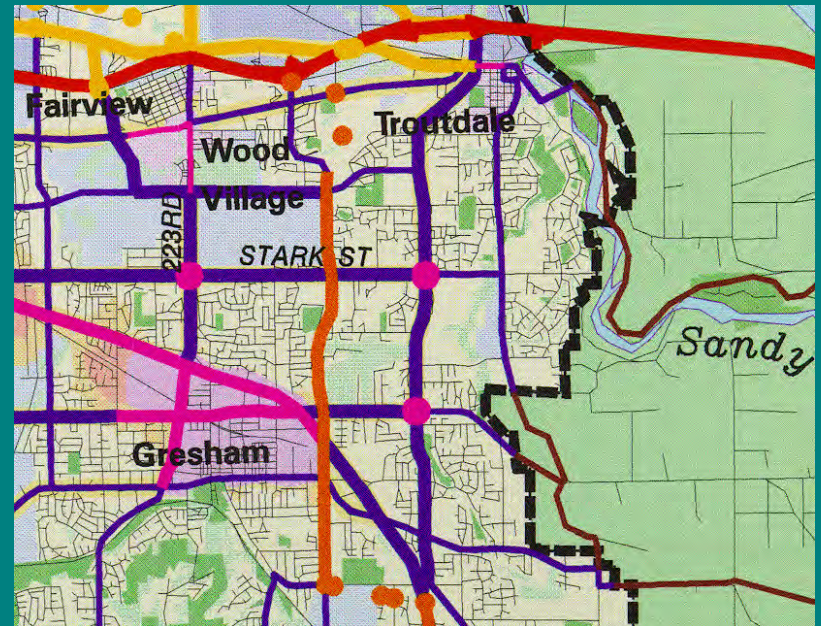 Fairview
Troutdale
Wood
Village
223RD
STARK ST
Sandy
Gresham